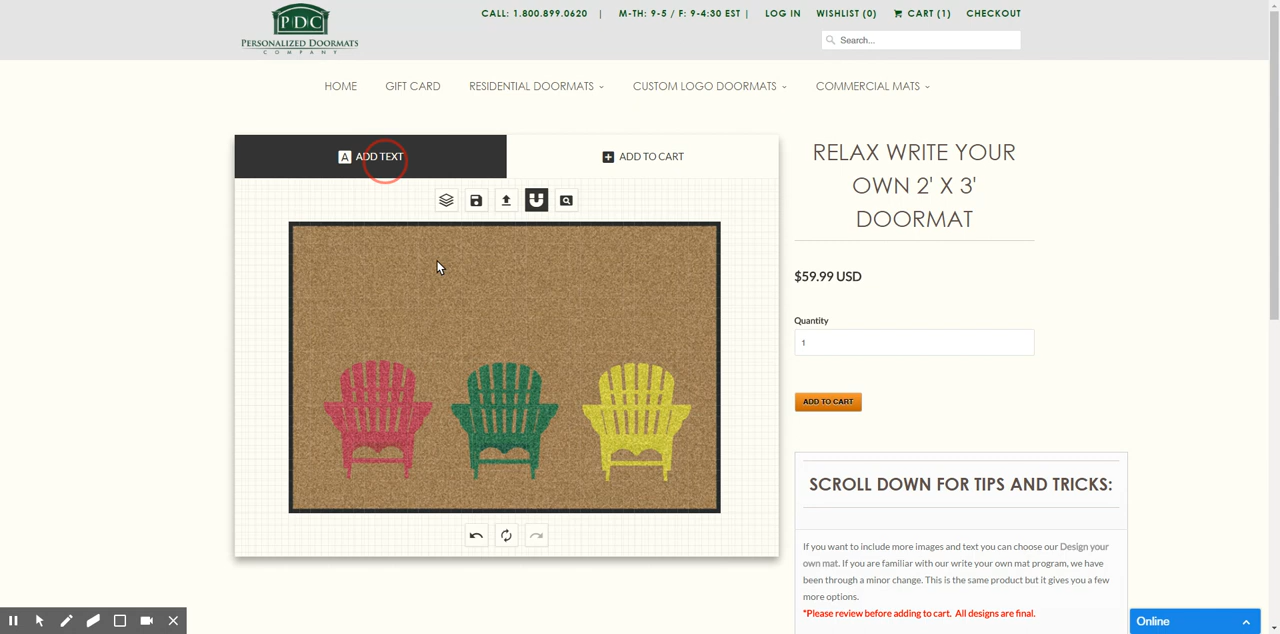 CALL: 1.800.899.0620 | M-TH: 9-5 / F: 9-4:30 EST | LOG IN WISHLIST (0) CART (1) CHECKOUT
PDC
PERSONALIZED DOORMATS
COMPANY
Search...
HOME GIFT CARD RESIDENTIAL DOORMATS CUSTOM LOGO DOORMATS COMMERCIAL MATS
A ADD TEXT ADD TO CART
RELAX WRITE YOUR
OWN 2' X 3'
DOORMAT
$59.99 USD
Quantity
1
ADD TO CART
SCROLL DOWN FOR TIPS AND TRICKS:
If you want to include more images and text you can choose our Design your
own mat. If you are familiar with our write your own mat program, we have
been through a minor change. This is the same product but it gives you a few
more options.
*Please review before adding to cart. All designs are final.
Online